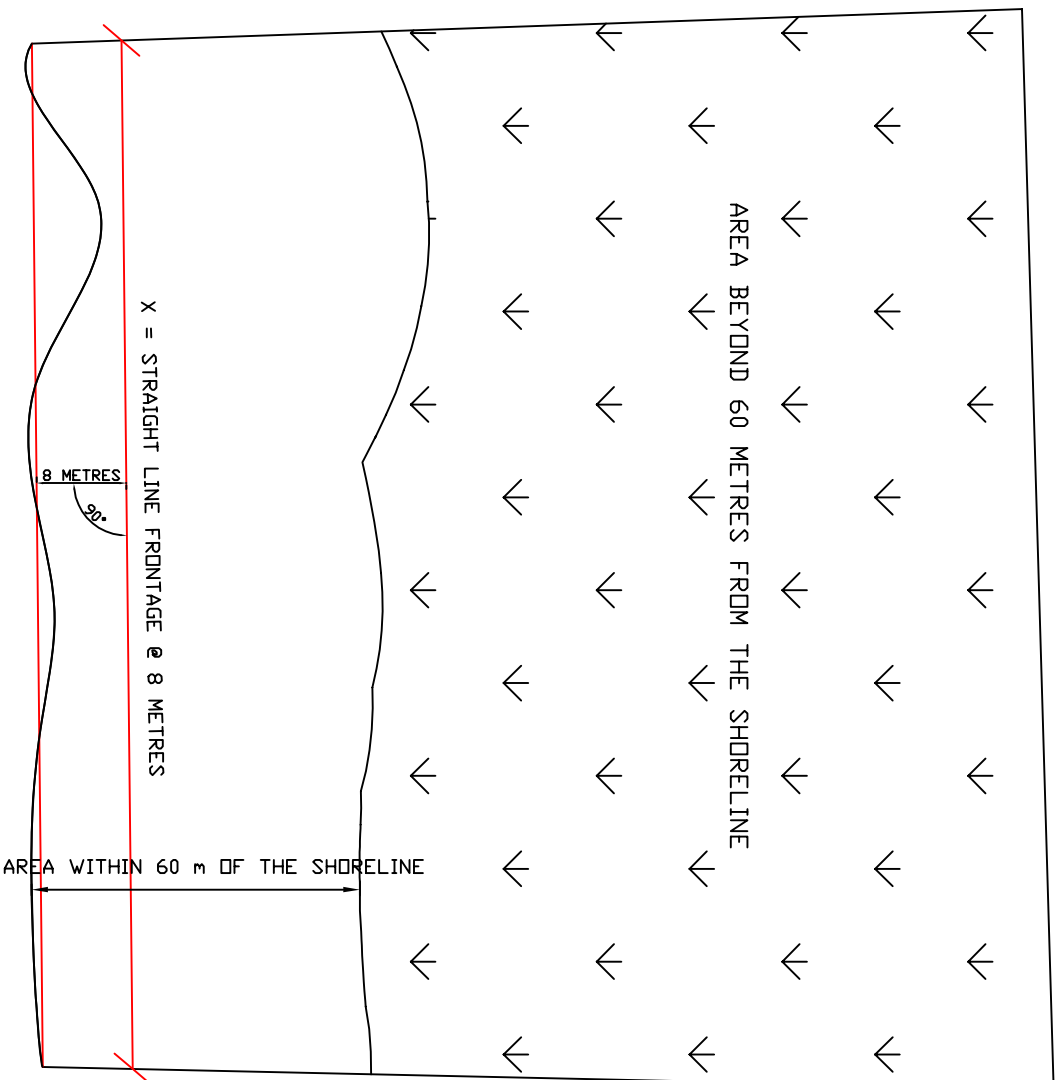 AREA BEYOND 60 METRES FROM THE SHORELINE
X = STRAIGHT LINE FRONTAGE @ 8 METRES
8 METRES
90°
AREA WITHIN 60 m OF THE SHORELINE